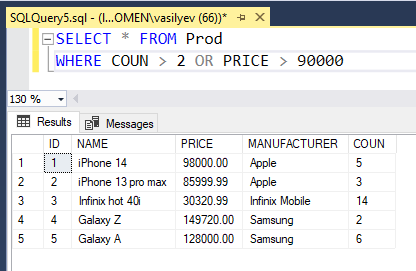 SQLQuery5.sql - (l...OMEN\vasilyev (66))*
SELECT * FROM Prod
WHERE COUN > 2 OR PRICE > 90000
130 %
Results Messages
ID NAME PRICE MANUFACTURER COUN
1 1 iPhone 14 98000.00 Apple 5
2 2 iPhone 13 pro max 85999.99 Apple 3
3 3 Infinix hot 40i 30320.99 Infinix Mobile 14
4 4 Galaxy Z 149720.00 Samsung 2
5 5 Galaxy A 128000.00 Samsung 6